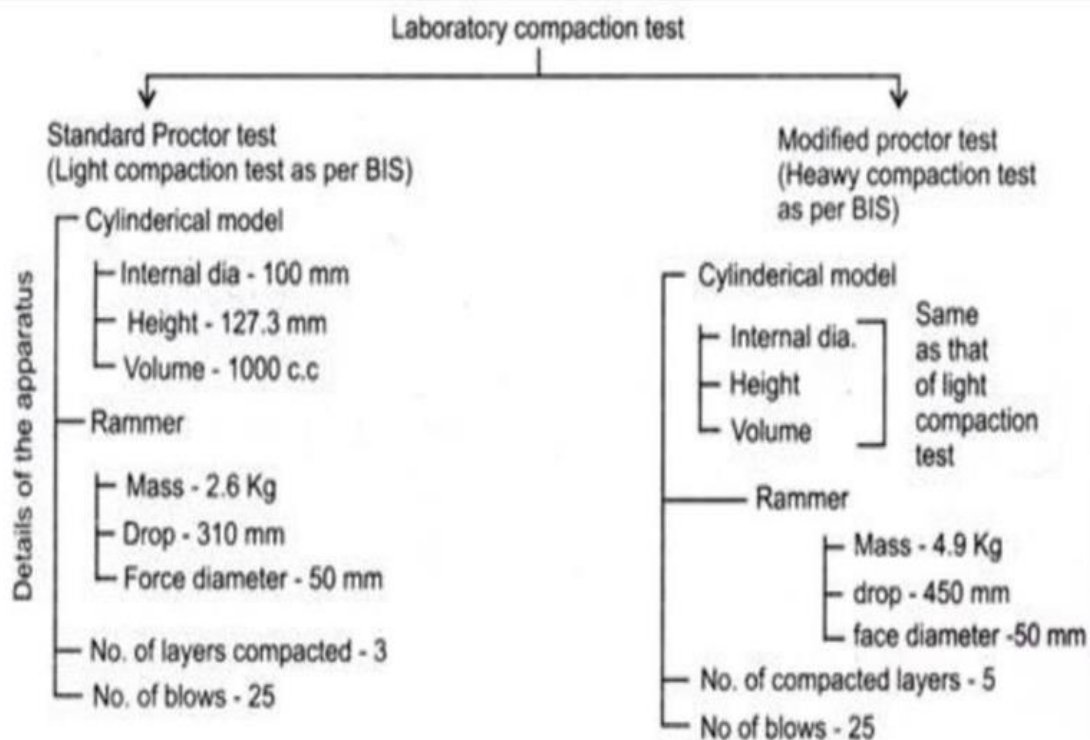 Laboratory compaction test
Standard Proctor test
(Light compaction test as per BIS)
Details of the apparatus
Cylinderical model
Internal dia - 100 mm
Height - 127.3 mm
Volume - 1000 c.c
Rammer
Mass - 2.6 Kg
Drop - 310 mm
Force diameter - 50 mm
No. of layers compacted - 3
No. of blows - 25
Modified proctor test
(Heawy compaction test
as per BIS)
Cylinderical model
Internal dia.
Height
Volume
Same
as that
of light
compaction
test
Rammer
Mass - 4.9 Kg
drop - 450 mm
face diameter -50 mm
No. of compacted layers - 5
No of blows - 25